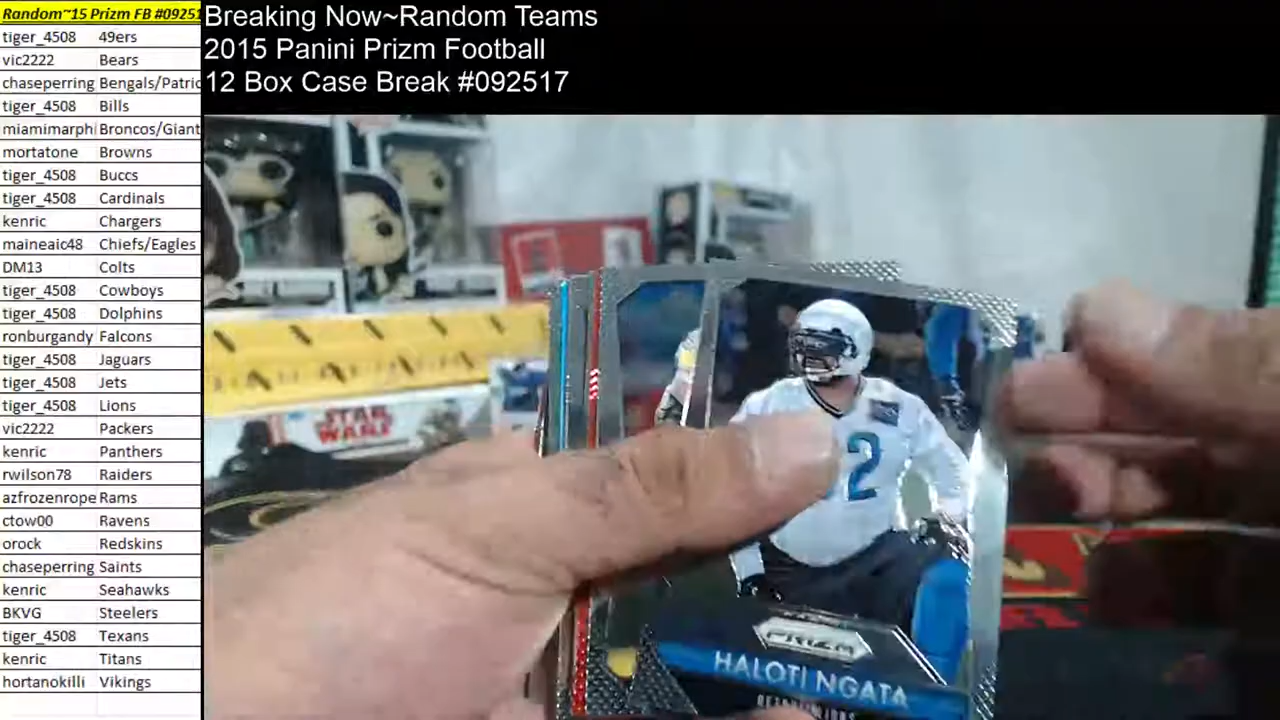 Random~15 Prizm FB #09251
Breaking Now~Random Teams
2015 Panini Prizm Football
12 Box Case Break #092517
tiger_4508 49ers
vic2222 Bears
chaseperring Bengals/Patric
tiger_4508 Bills
miamimarphi Broncos/Giant
mortatone Browns
tiger_4508 Buccs
tiger_4508 Cardinals
kenric Chargers
maineaic48 Chiefs/Eagles
DM13 Colts
tiger_4508 Cowboys
tiger_4508 Dolphins
ronburgandy Falcons
tiger_4508 Jaguars
tiger_4508 Jets
tiger_4508 Lions
vic2222 Packers
kenric Panthers
rwilson78 Raiders
azfrozenrope Rams
ctow00 Ravens
orock Redskins
chaseperring Saints
kenric Seahawks
BKVG Steelers
tiger_4508 Texans
kenric Titans
hortanokilli Vikings
STAR
WARS
2
PRIZM
HALOTI NGATA